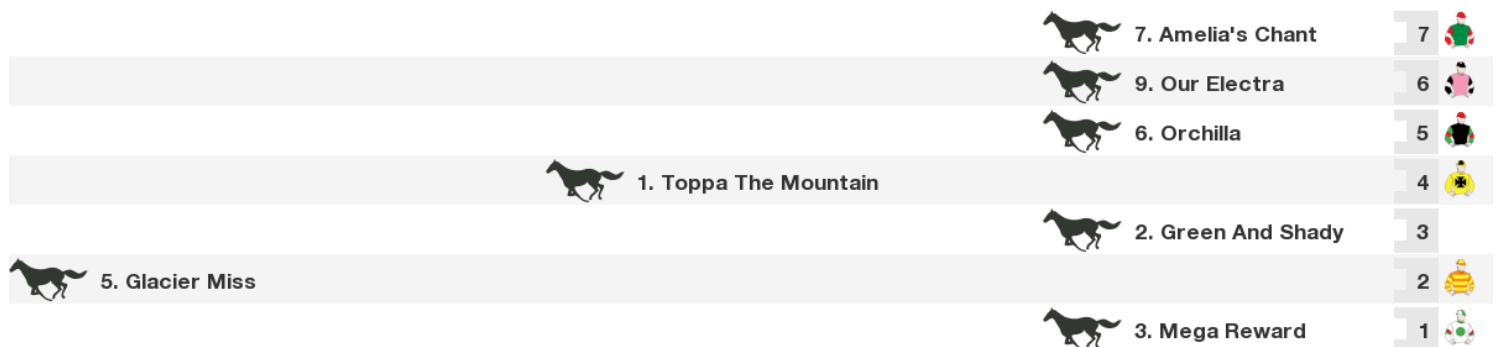 7. Amelia's Chant 7
9. Our Electra 6
6. Orchilla 5
1. Toppa The Mountain 4
2. Green And Shady 3
5. Glacier Miss 2
3. Mega Reward 1